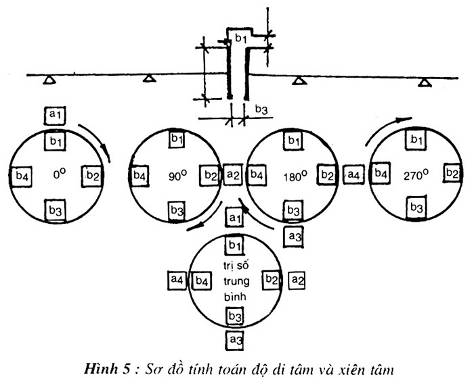 b1
b3
a1
b1
b4 0° b2
b3
b1
b4 90° b2
b3
a2
b1
b4 180° b2
b3
a4
b1
b4 270° b2
b3
a1
a3
b1
trị số
a4 b4 trung b2 a2
bình
b3
a3
Hình 5 : Sơ đồ tính toán độ di tâm và xiên tâm